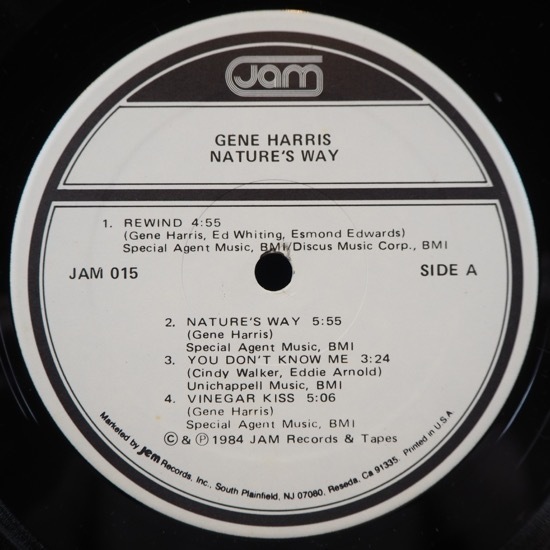 Jam
GENE HARRIS
NATURE'S WAY
1. REWIND 4:55
(Gene Harris, Ed Whiting, Esmond Edwards)
Special Agent Music, BMI/Discus Music Corp., BMI
JAM 015
SIDE A
2. NATURE'S WAY 5:55
(Gene Harris)
Special Agent Music, BMI
3. YOU DON'T KNOW ME 3:24
(Cindy Walker, Eddie Arnold)
Unichappell Music, BMI
4. VINEGAR KISS 5:06
(Gene Harris)
Special Agent Music, BMI
© & ℗ 1984 JAM Records & Tapes
Marketed by jem Records, Inc., South Plainfield, NJ 07080. Reseda, Ca 91335. Printed in U.S.A.